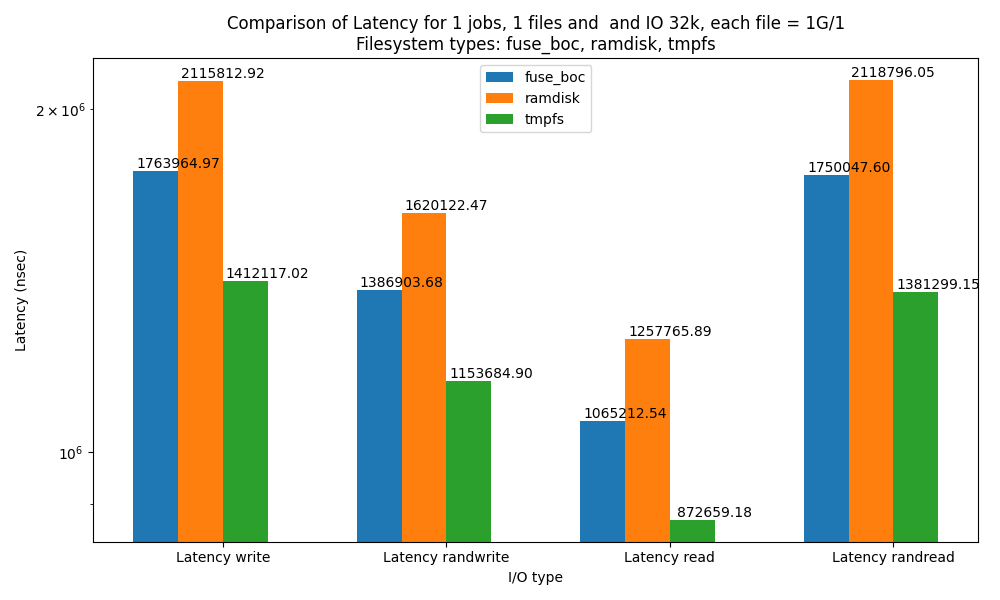 Comparison of Latency for 1 jobs, 1 files and  and IO 32k, each file = 1G/1
Filesystem types: fuse_boc, ramdisk, tmpfs
fuse_boc
ramdisk
tmpfs
Latency (nsec)
2 × 10⁶
10⁶
1763964.97
2115812.92
1412117.02
1386903.68
1620122.47
1153684.90
1065212.54
1257765.89
872659.18
1750047.60
2118796.05
1381299.15
Latency write
Latency randwrite
Latency read
Latency randread
I/O type